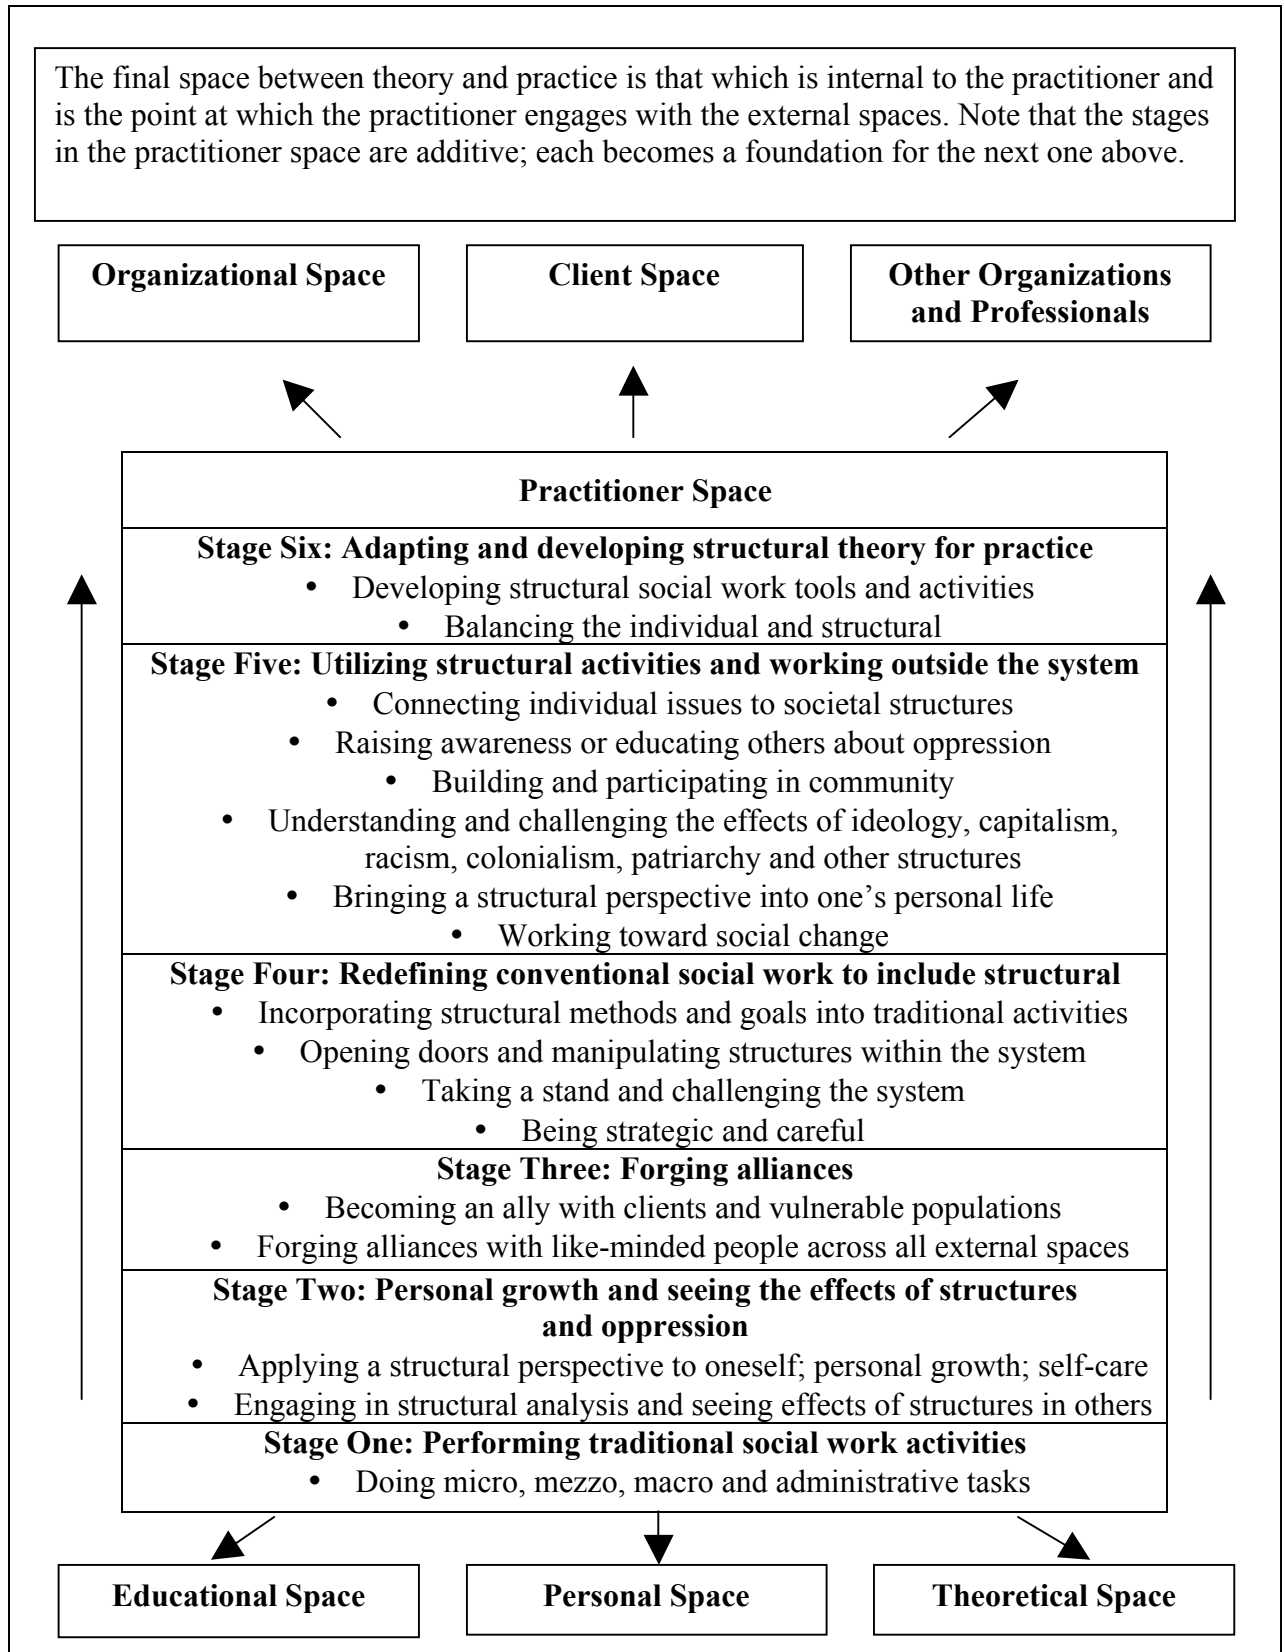 The final space between theory and practice is that which is internal to the practitioner and
is the point at which the practitioner engages with the external spaces. Note that the stages
in the practitioner space are additive; each becomes a foundation for the next one above.
Organizational Space
Client Space
Other Organizations
and Professionals
Practitioner Space
Stage Six: Adapting and developing structural theory for practice
• Developing structural social work tools and activities
• Balancing the individual and structural
Stage Five: Utilizing structural activities and working outside the system
• Connecting individual issues to societal structures
• Raising awareness or educating others about oppression
• Building and participating in community
• Understanding and challenging the effects of ideology, capitalism,
racism, colonialism, patriarchy and other structures
• Bringing a structural perspective into one’s personal life
• Working toward social change
Stage Four: Redefining conventional social work to include structural
• Incorporating structural methods and goals into traditional activities
• Opening doors and manipulating structures within the system
• Taking a stand and challenging the system
• Being strategic and careful
Stage Three: Forging alliances
• Becoming an ally with clients and vulnerable populations
• Forging alliances with like-minded people across all external spaces
Stage Two: Personal growth and seeing the effects of structures
and oppression
• Applying a structural perspective to oneself; personal growth; self-care
• Engaging in structural analysis and seeing effects of structures in others
Stage One: Performing traditional social work activities
• Doing micro, mezzo, macro and administrative tasks
Educational Space
Personal Space
Theoretical Space